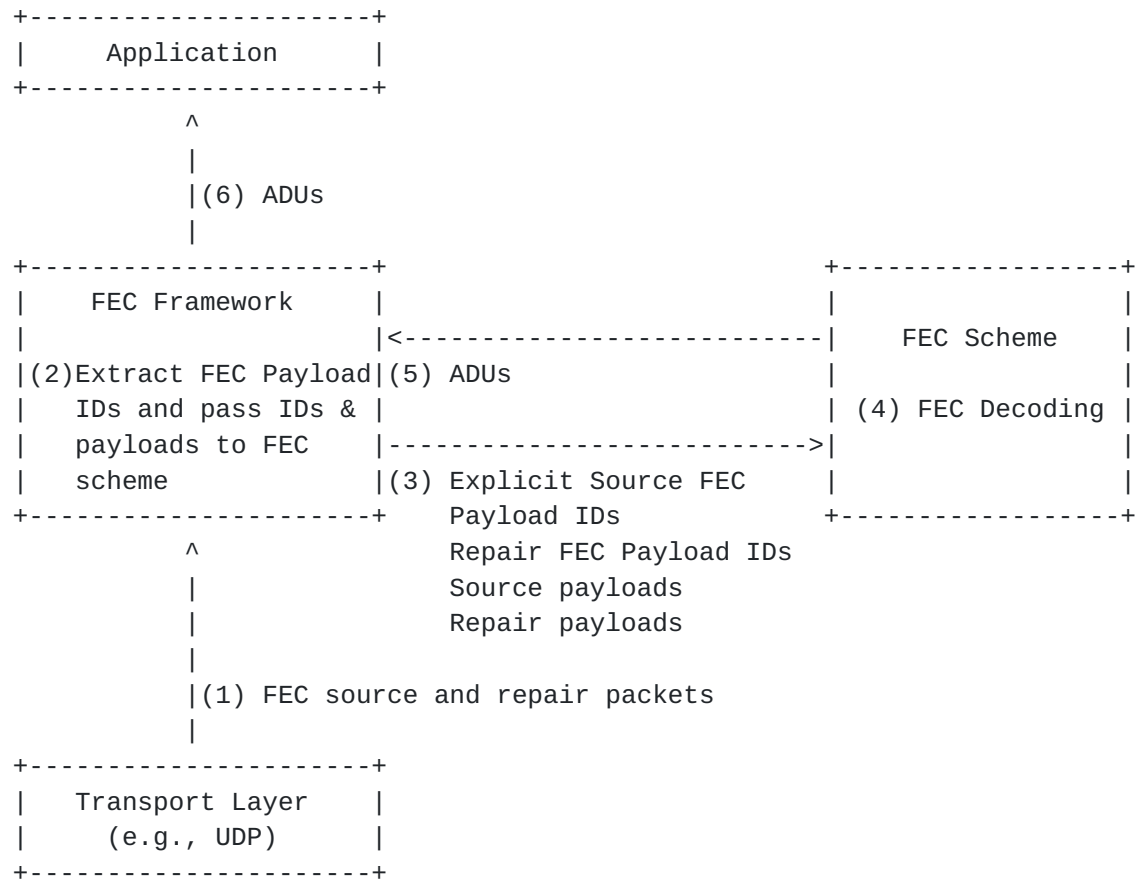 Application
(6) ADUs
FEC Framework
FEC Scheme
(2)Extract FEC Payload
(5) ADUs
IDs and pass IDs &
(4) FEC Decoding
payloads to FEC
scheme
(3) Explicit Source FEC
Payload IDs
Repair FEC Payload IDs
Source payloads
Repair payloads
(1) FEC source and repair packets
Transport Layer
(e.g., UDP)